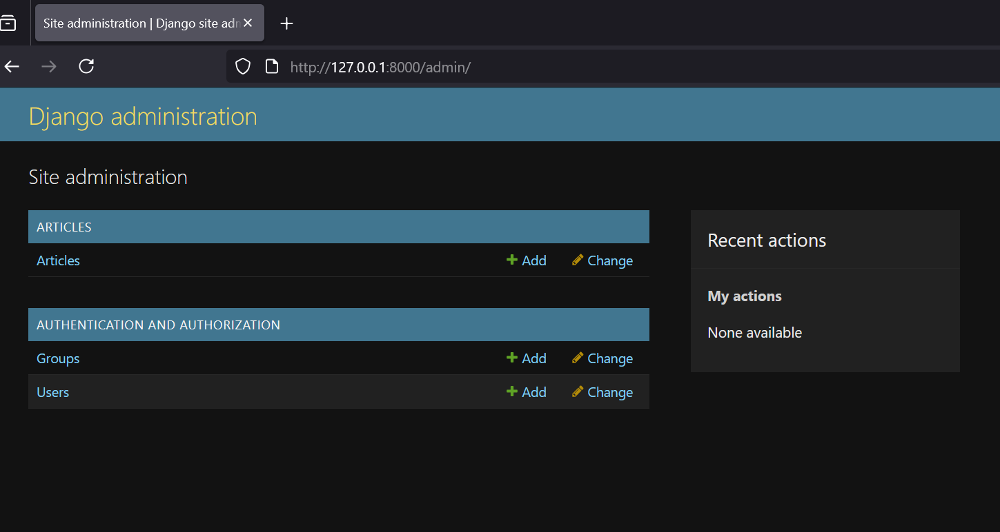 Site administration | Django site adn
http://127.0.0.1:8000/admin/
Django administration
Site administration
ARTICLES
Articles Add Change
AUTHENTICATION AND AUTHORIZATION
Groups Add Change
Users Add Change
Recent actions
My actions
None available